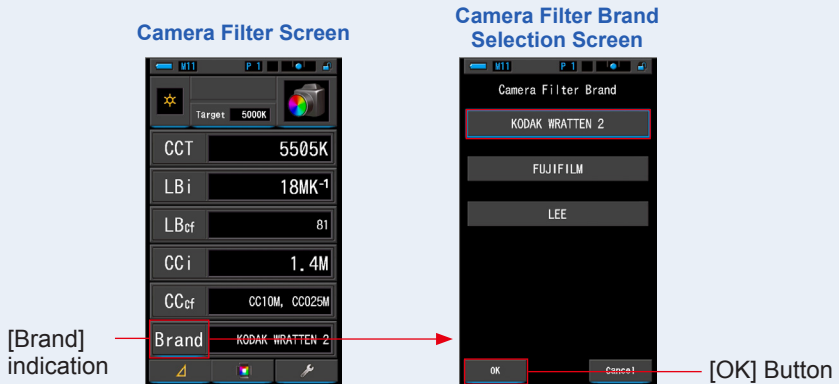 Camera Filter Screen
Camera Filter Brand
Selection Screen
M11 P 1
Target 5000K
CCT 5505K
LBi 18MK⁻¹
LBcf 81
CCi 1.4M
CCcf CC10M, CC025M
Brand KODAK WRATTEN 2
[Brand]
indication
M11 P 1
Camera Filter Brand
KODAK WRATTEN 2
FUJIFILM
LEE
OK Cancel
[OK] Button